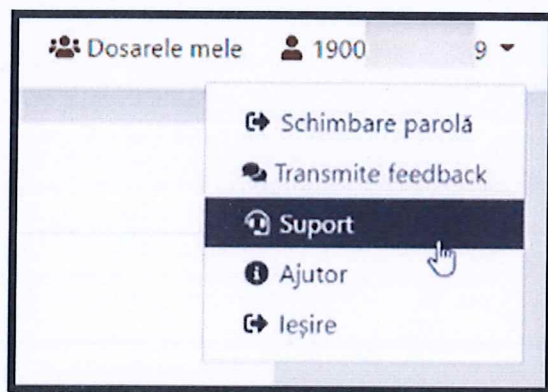 Dosarele mele 1900 9
Schimbare parolă
Transmite feedback
Suport
Ajutor
Ieșire